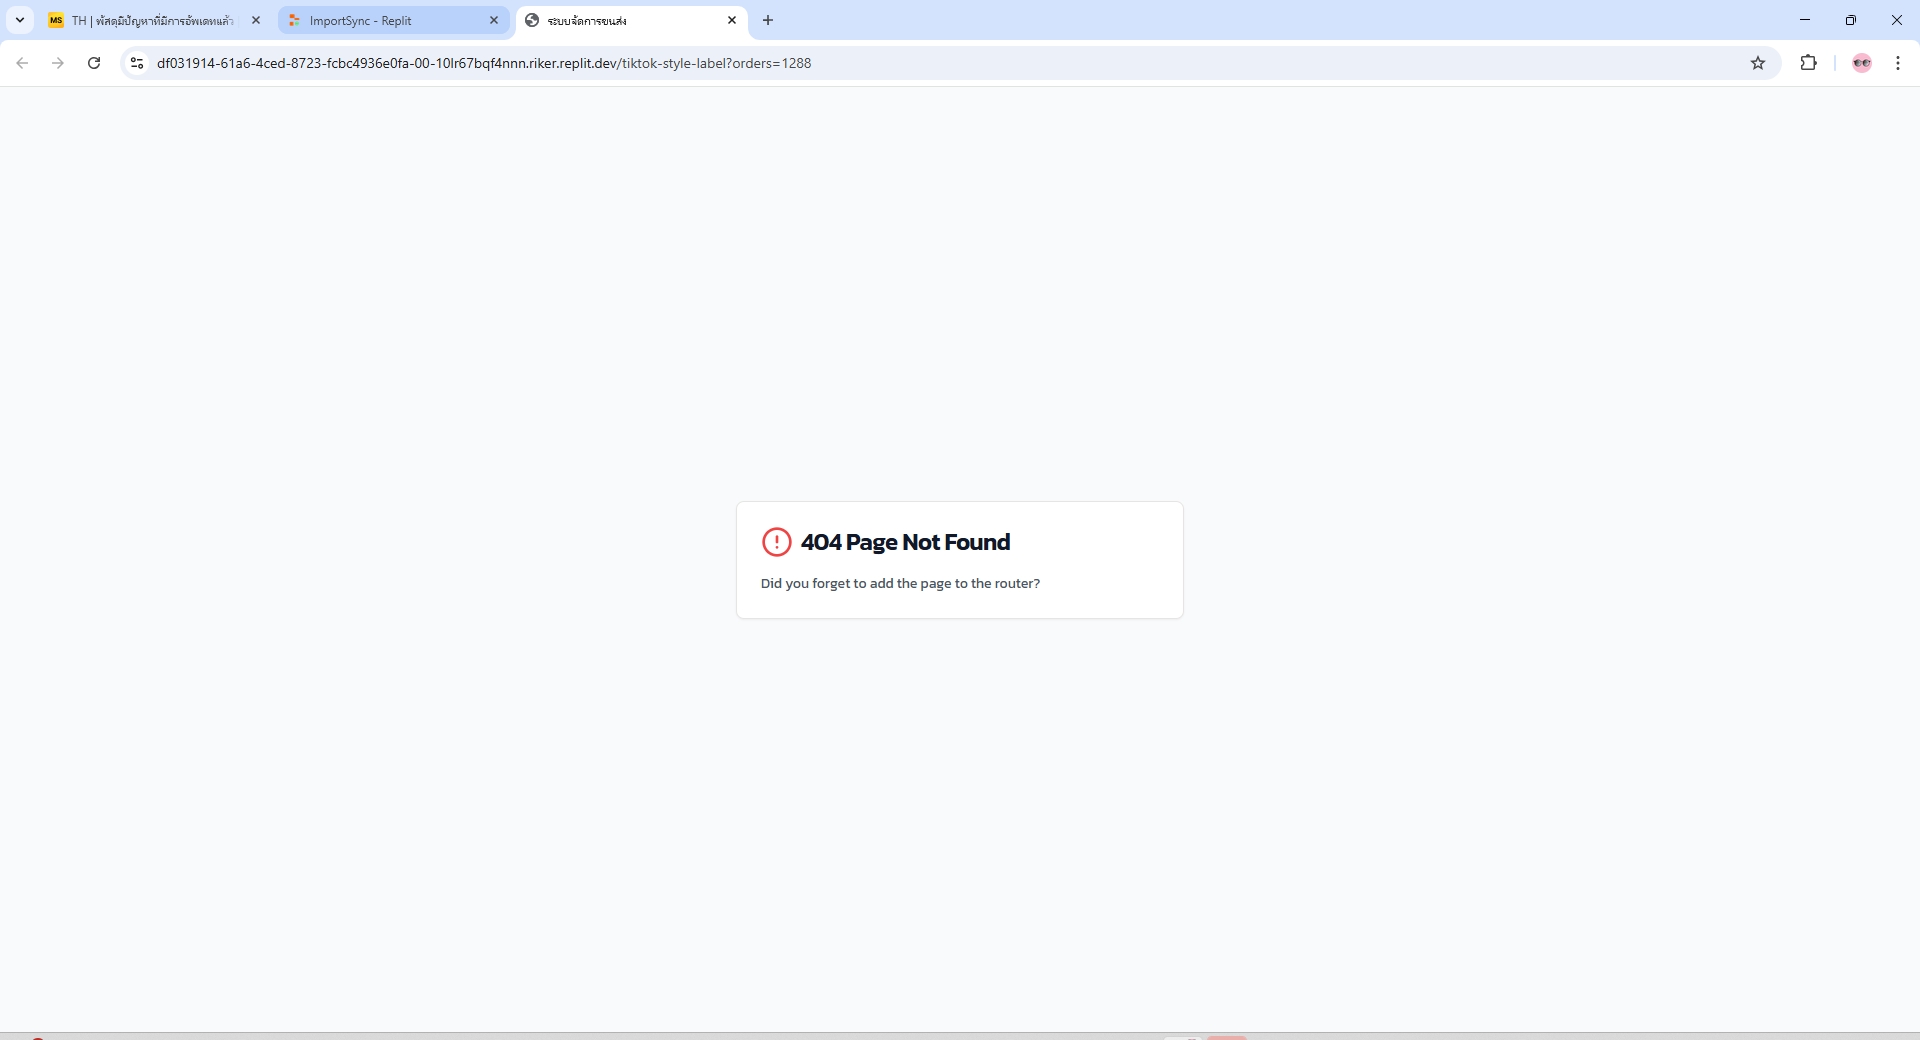 MS TH | พัสดุมีปัญหาที่มีการอัพเดทแล้ว
ImportSync - Replit
ระบบจัดการขนส่ง
df031914-61a6-4ced-8723-fcbc4936e0fa-00-10lr67bqf4nnn.riker.replit.dev/tiktok-style-label?orders=1288
404 Page Not Found
Did you forget to add the page to the router?